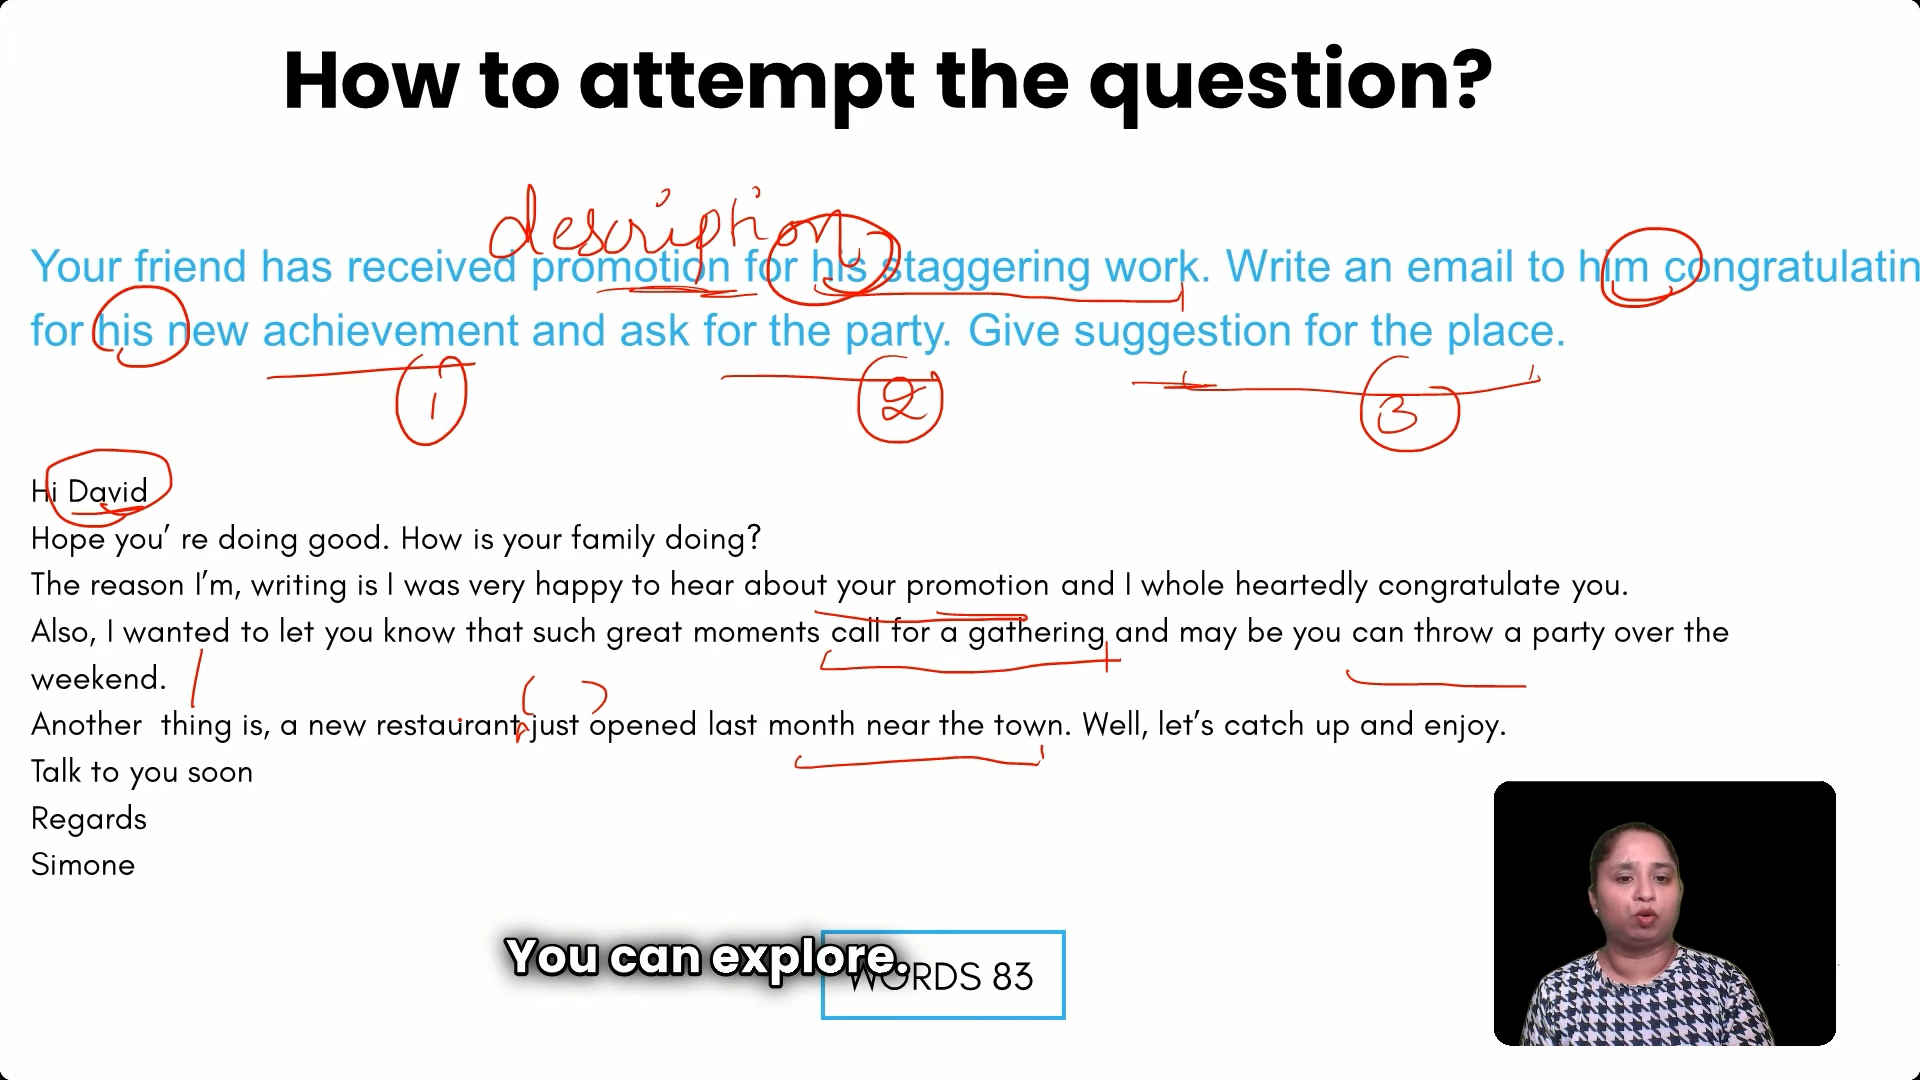 How to attempt the question?
description
Your friend has received promotion for his staggering work. Write an email to him congratulatin
for his new achievement and ask for the party. Give suggestion for the place.
1 2 3
Hi David
Hope you’ re doing good. How is your family doing?
The reason I’m, writing is I was very happy to hear about your promotion and I whole heartedly congratulate you.
Also, I wanted to let you know that such great moments call for a gathering and may be you can throw a party over the
weekend.
Another thing is, a new restaurant just opened last month near the town. Well, let’s catch up and enjoy.
Talk to you soon
Regards
Simone
You can explore.
WORDS 83